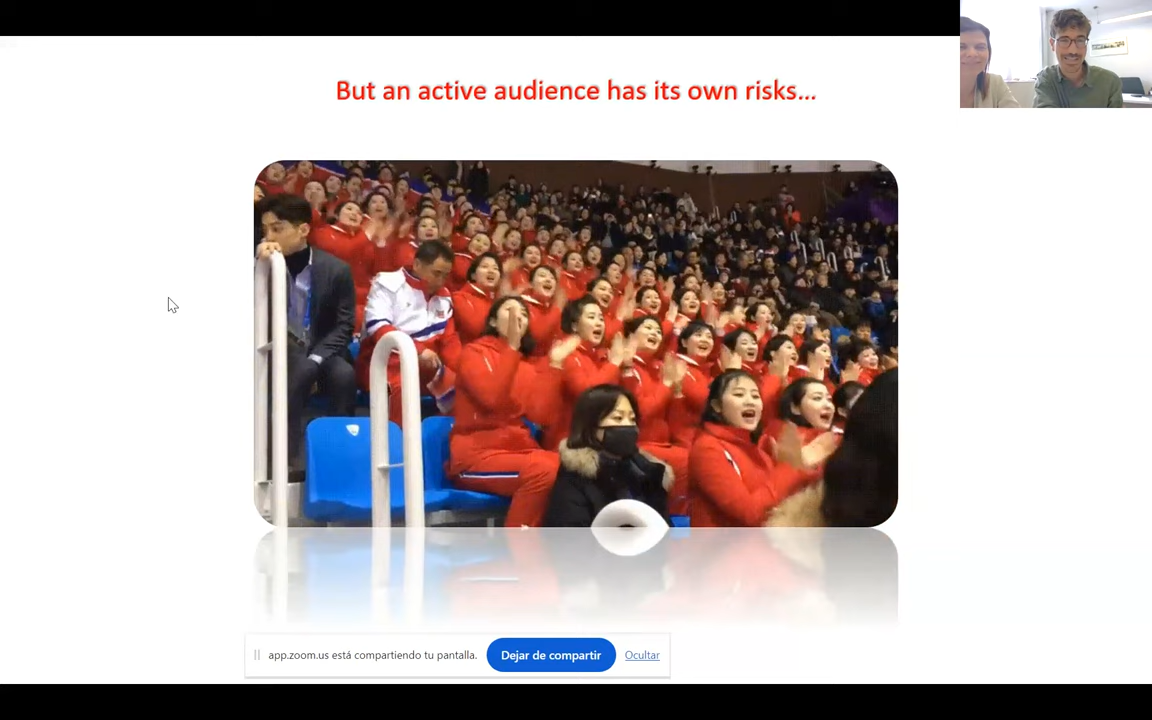 But an active audience has its own risks...
app.zoom.us está compartiendo tu pantalla. Dejar de compartir Ocultar